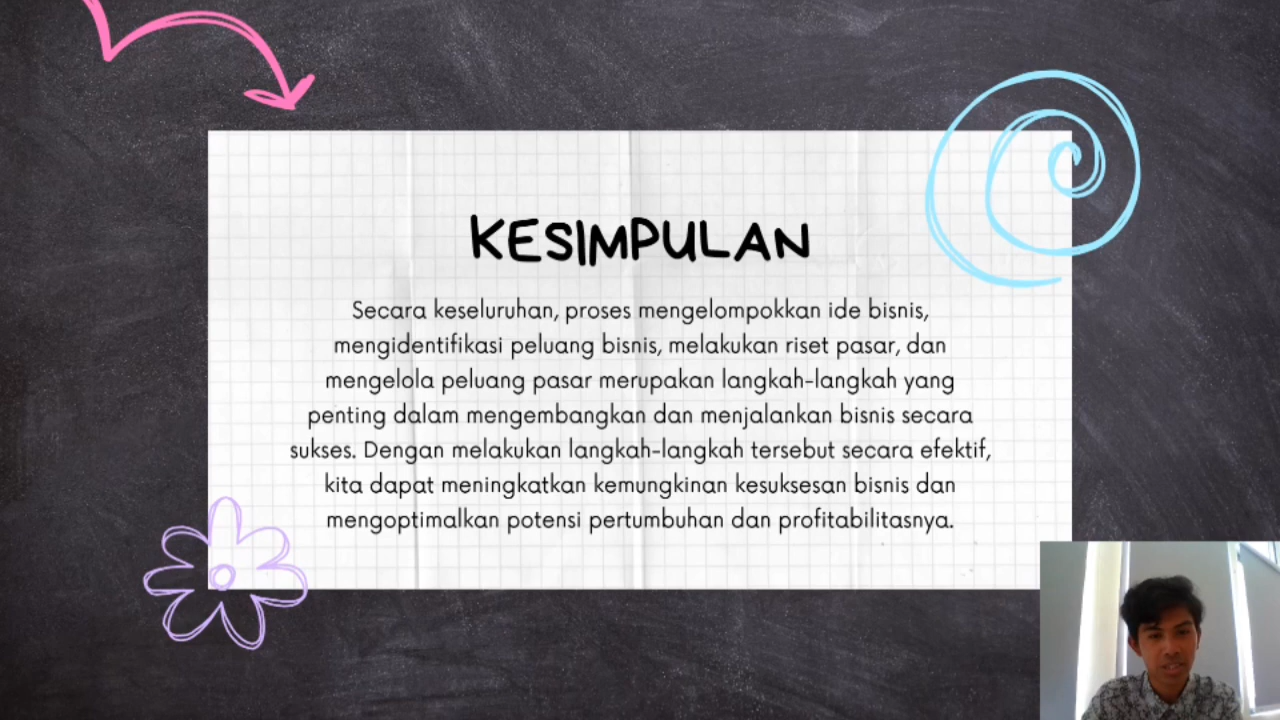 KESIMPULAN
Secara keseluruhan, proses mengelompokkan ide bisnis,
mengidentifikasi peluang bisnis, melakukan riset pasar, dan
mengelola peluang pasar merupakan langkah-langkah yang
penting dalam mengembangkan dan menjalankan bisnis secara
sukses. Dengan melakukan langkah-langkah tersebut secara efektif,
kita dapat meningkatkan kemungkinan kesuksesan bisnis dan
mengoptimalkan potensi pertumbuhan dan profitabilitasnya.